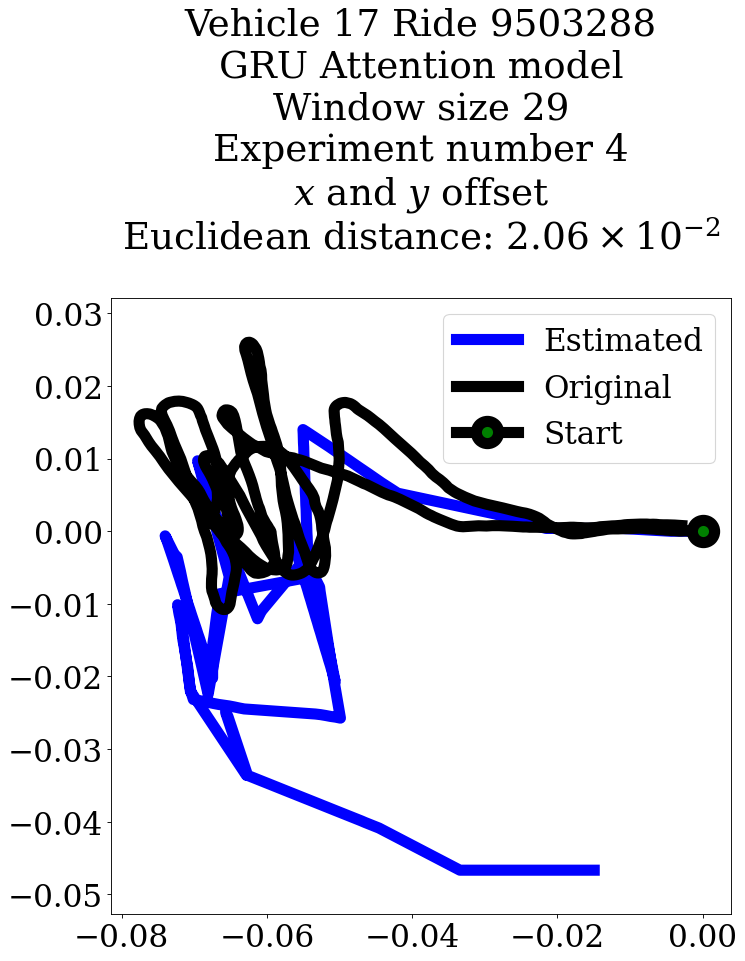 Vehicle 17 Ride 9503288
GRU Attention model
Window size 29
Experiment number 4
x and y offset
Euclidean distance: 2.06 × 10⁻²
0.03
0.02
0.01
0.00
−0.01
−0.02
−0.03
−0.04
−0.05
Estimated
Original
Start
−0.08 −0.06 −0.04 −0.02 0.00